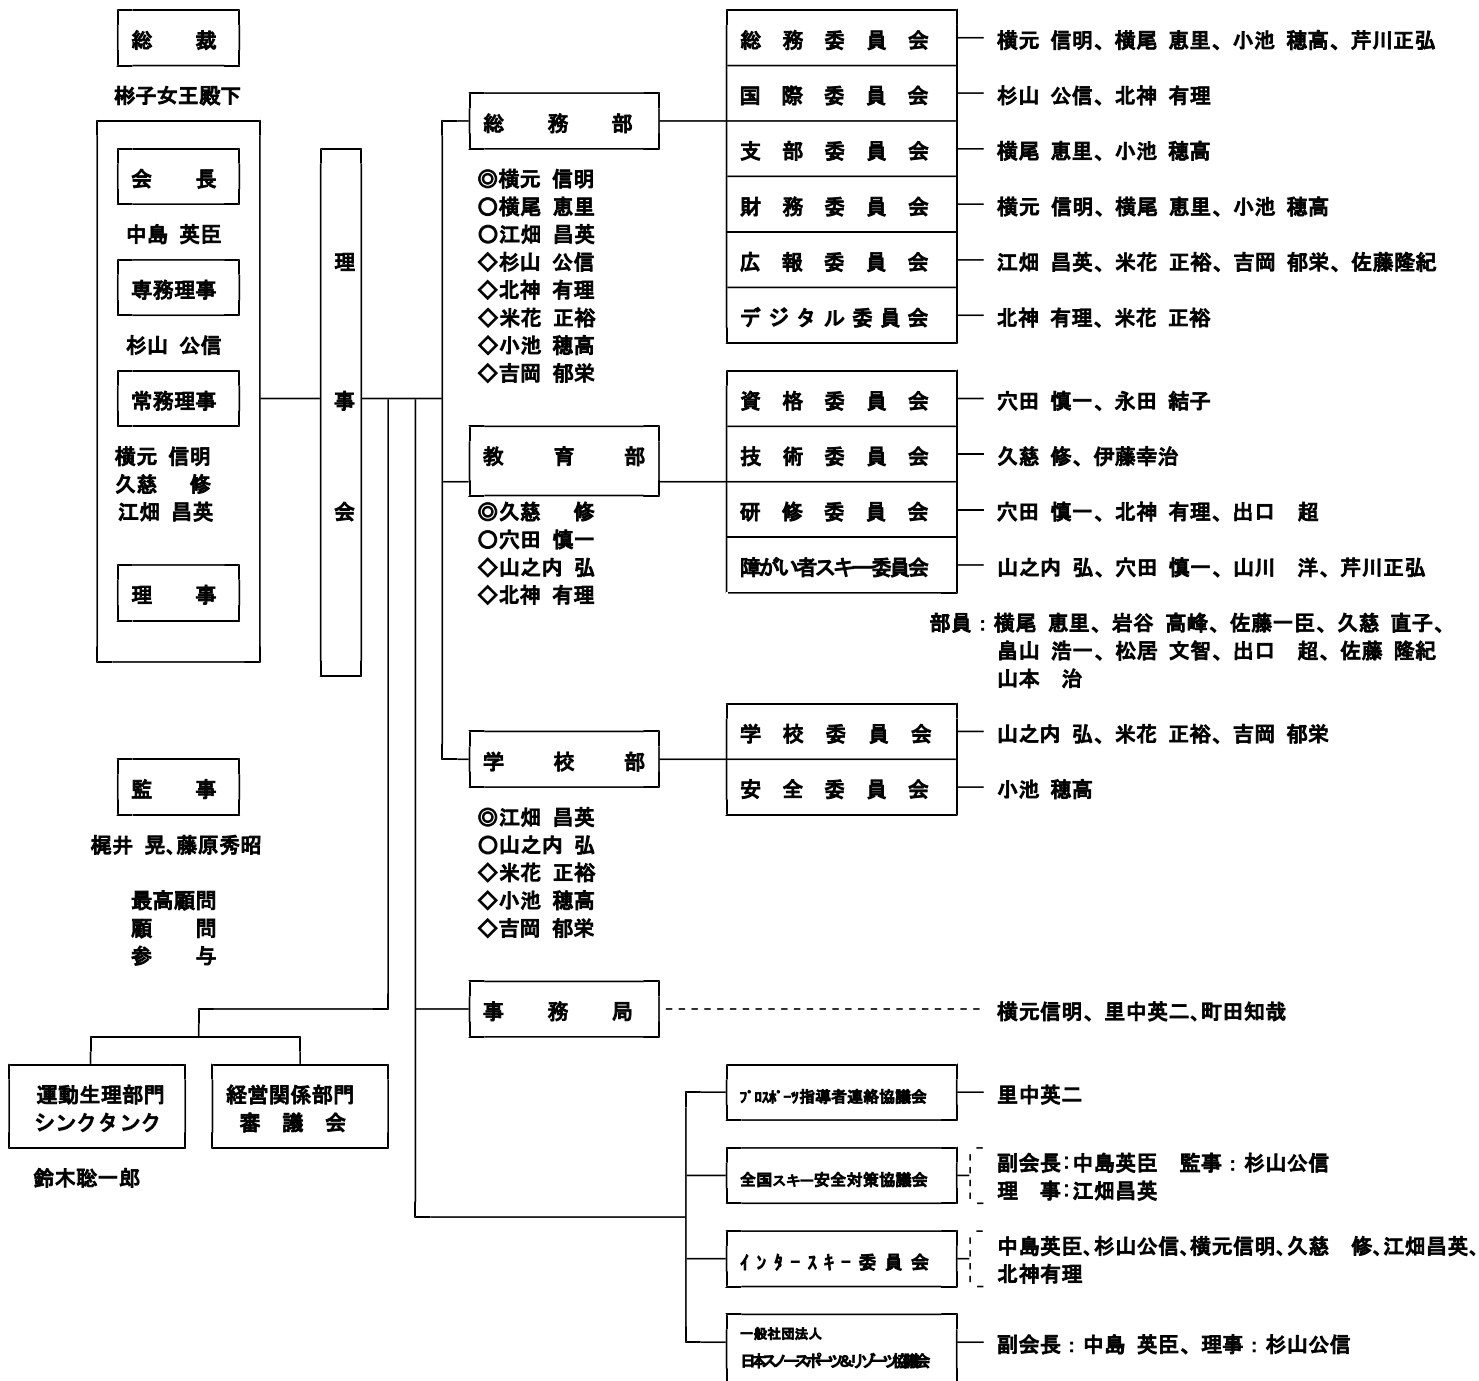 総　裁
彬子女王殿下
会　長
中島 英臣
専務理事
杉山 公信
常務理事
横元 信明
久慈　修
江畑 昌英
理　事
理事会
監　事
梶井 晃、藤原秀昭
最高顧問
顧　問
参　与
運動生理部門
シンクタンク
鈴木聡一郎
経営関係部門
審　議　会
総　務　部
◎横元 信明
○横尾 恵里
○江畑 昌英
◇杉山 公信
◇北神 有理
◇米花 正裕
◇小池 穂高
◇吉岡 郁栄
総務委員会
横元 信明、横尾 恵里、小池 穂高、芹川正弘
国際委員会
杉山 公信、北神 有理
支部委員会
横尾 恵里、小池 穂高
財務委員会
横元 信明、横尾 恵里、小池 穂高
広報委員会
江畑 昌英、米花 正裕、吉岡 郁栄、佐藤隆紀
デジタル委員会
北神 有理、米花 正裕
教　育　部
◎久慈　修
○穴田 慎一
◇山之内 弘
◇北神 有理
資格委員会
穴田 慎一、永田 結子
技術委員会
久慈 修、伊藤幸治
研修委員会
穴田 慎一、北神 有理、出口　超
障がい者スキー委員会
山之内 弘、穴田 慎一、山川　洋、芹川正弘
部員：横尾 恵里、岩谷 高峰、佐藤一臣、久慈 直子、
畠山 浩一、松居 文智、出口　超、佐藤 隆紀
山本　治
学　校　部
◎江畑 昌英
○山之内 弘
◇米花 正裕
◇小池 穂高
◇吉岡 郁栄
学校委員会
山之内 弘、米花 正裕、吉岡 郁栄
安全委員会
小池 穂高
事　務　局
横元信明、里中英二、町田知哉
ﾌﾟﾛｽﾎﾟｰﾂ指導者連絡協議会
里中英二
全国スキー安全対策協議会
副会長：中島英臣　監事：杉山公信
理　事：江畑昌英
インタースキー委員会
中島英臣、杉山公信、横元信明、久慈　修、江畑昌英、
北神有理
一般社団法人
日本スノースポーツ&リゾーツ協議会
副会長：中島 英臣、理事：杉山公信